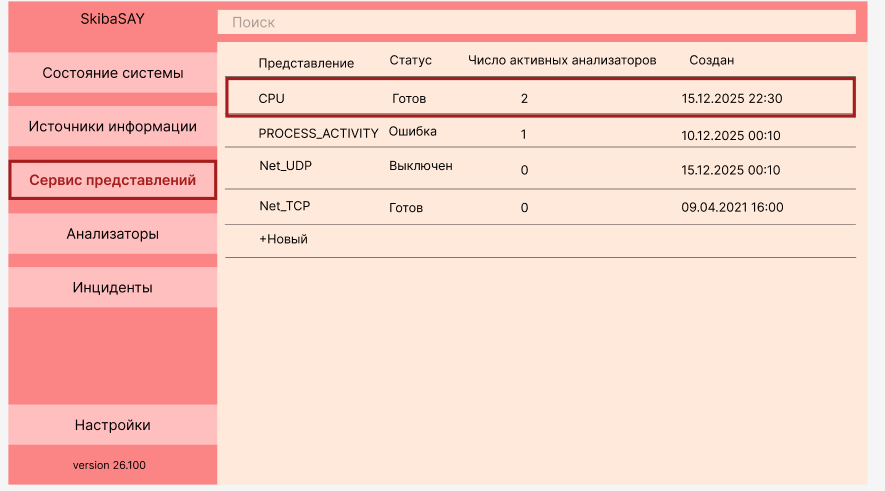 SkibaSAY
Поиск
Состояние системы
Источники информации
Сервис представлений
Анализаторы
Инциденты
Настройки
version 26.100
Представление Статус Число активных анализаторов Создан
CPU Готов 2 15.12.2025 22:30
PROCESS_ACTIVITY Ошибка 1 10.12.2025 00:10
Net_UDP Выключен 0 15.12.2025 00:10
Net_TCP Готов 0 09.04.2021 16:00
+Новый